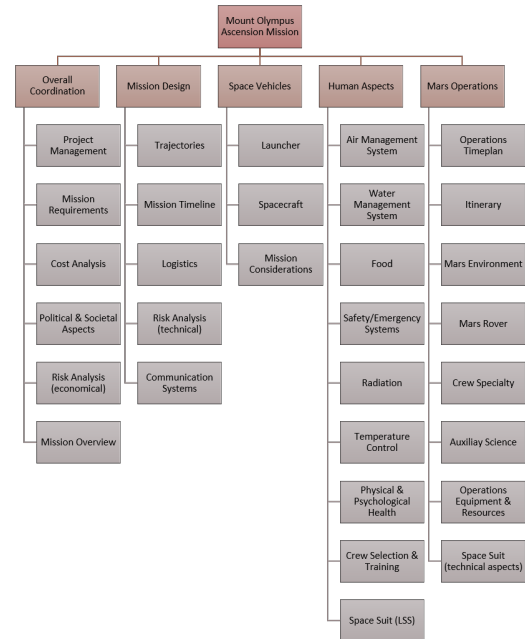 Mount Olympus
Ascension Mission
Overall
Coordination
Project
Management
Mission
Requirements
Cost Analysis
Political & Societal
Aspects
Risk Analysis
(economical)
Mission Overview
Mission Design
Trajectories
Mission Timeline
Logistics
Risk Analysis
(technical)
Communication
Systems
Space Vehicles
Launcher
Spacecraft
Mission
Considerations
Human Aspects
Air Management
System
Water
Management
System
Food
Safety/Emergency
Systems
Radiation
Temperature
Control
Physical &
Psychological
Health
Crew Selection &
Training
Space Suit (LSS)
Mars Operations
Operations
Timeplan
Itinerary
Mars Environment
Mars Rover
Crew Specialty
Auxiliay Science
Operations
Equipment &
Resources
Space Suit
(technical aspects)